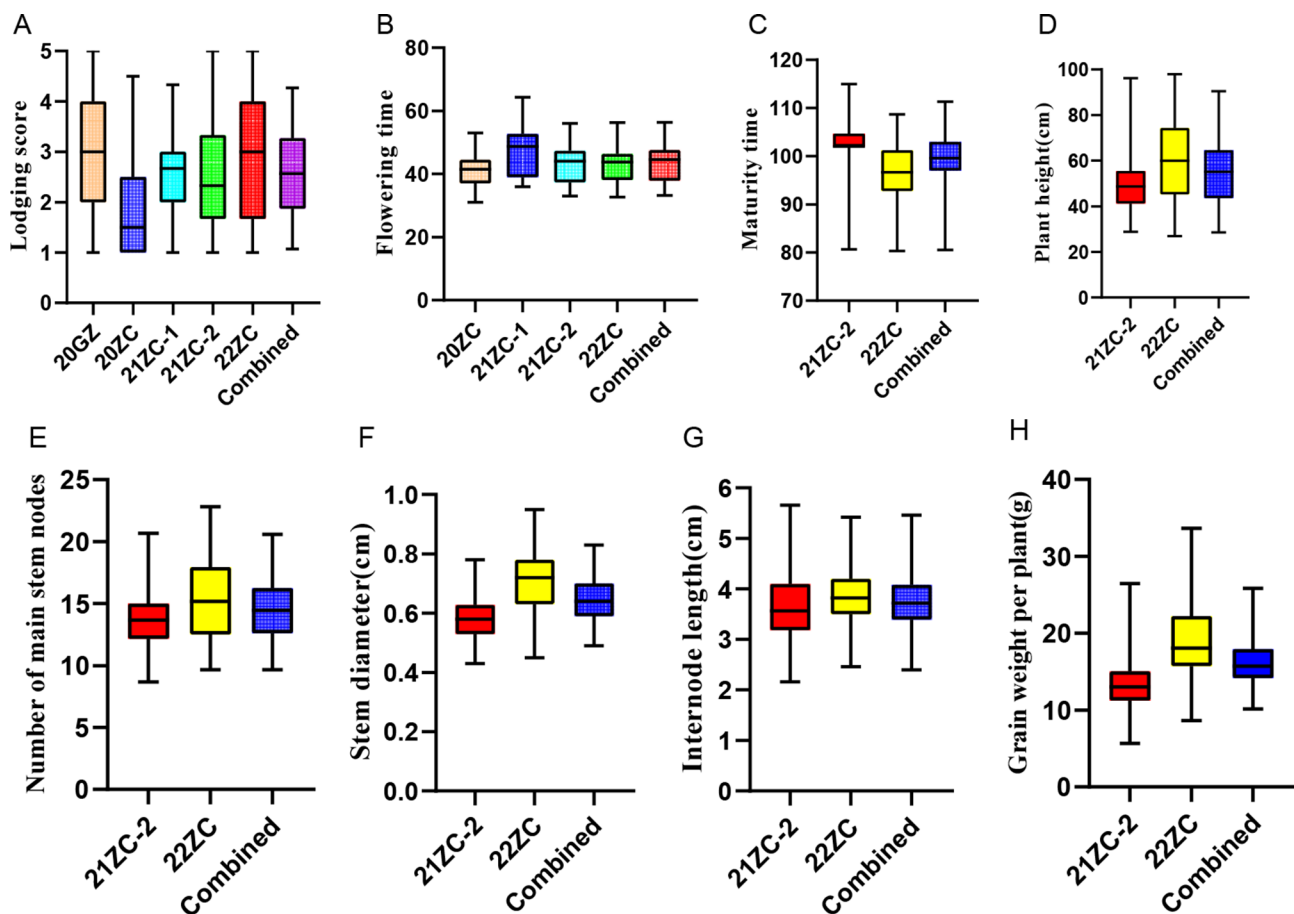 A
Lodging score
5
4
3
2
1
0
20GZ
20ZC
21ZC-1
21ZC-2
22ZC
Combined
B
Flowering time
80
60
40
20
0
20ZC
21ZC-1
21ZC-2
22ZC
Combined
C
Maturity time
120
110
100
90
80
70
21ZC-2
22ZC
Combined
D
Plant height(cm)
100
80
60
40
20
0
21ZC-2
22ZC
Combined
E
Number of main stem nodes
25
20
15
10
5
0
21ZC-2
22ZC
Combined
F
Stem diameter(cm)
1.0
0.8
0.6
0.4
0.2
0.0
21ZC-2
22ZC
Combined
G
Internode length(cm)
6
5
4
3
2
1
0
21ZC-2
22ZC
Combined
H
Grain weight per plant(g)
40
30
20
10
0
21ZC-2
22ZC
Combined